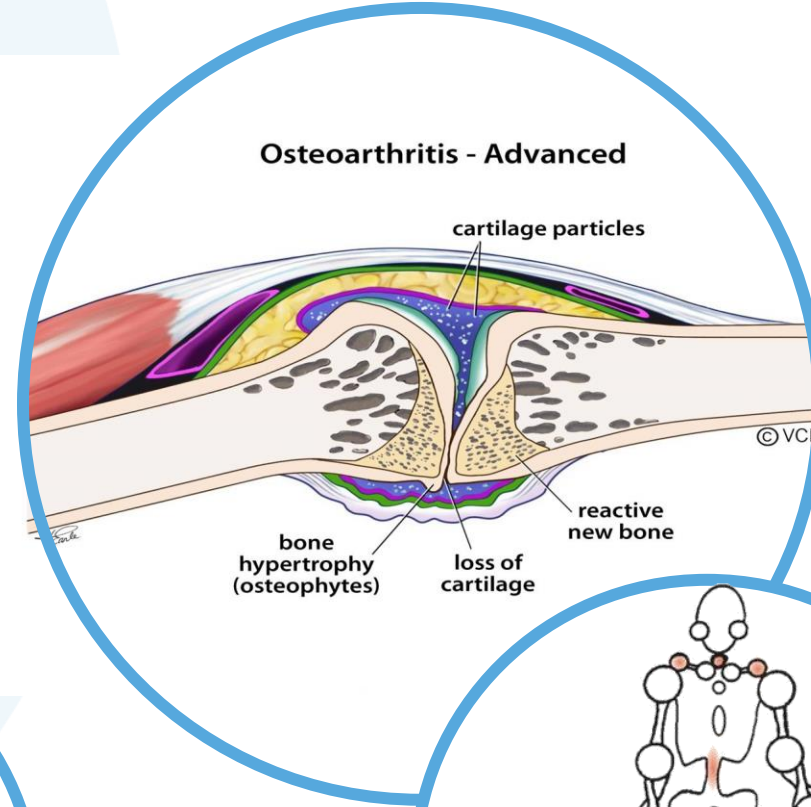 Osteoarthritis - Advanced
cartilage particles
© VC
reactive
new bone
bone
hypertrophy
(osteophytes)
loss of
cartilage